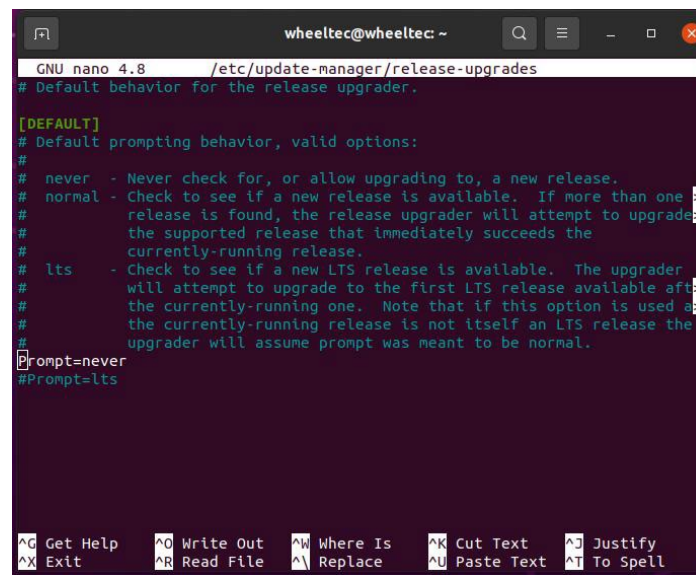 wheeltec@wheeltec: ~
GNU nano 4.8 /etc/update-manager/release-upgrades
# Default behavior for the release upgrader.
[DEFAULT]
# Default prompting behavior, valid options:
#
# never - Never check for, or allow upgrading to, a new release.
# normal - Check to see if a new release is available. If more than one >
# release is found, the release upgrader will attempt to upgrade>
# the supported release that immediately succeeds the
# currently-running release.
# lts - Check to see if a new LTS release is available. The upgrader
# will attempt to upgrade to the first LTS release available aft>
# the currently-running one. Note that if this option is used a>
# the currently-running release is not itself an LTS release the
# upgrader will assume prompt was meant to be normal.
Prompt=never
#Prompt=lts
^G Get Help ^O Write Out ^W Where Is ^K Cut Text ^J Justify
^X Exit ^R Read File ^\ Replace ^U Paste Text ^T To Spell